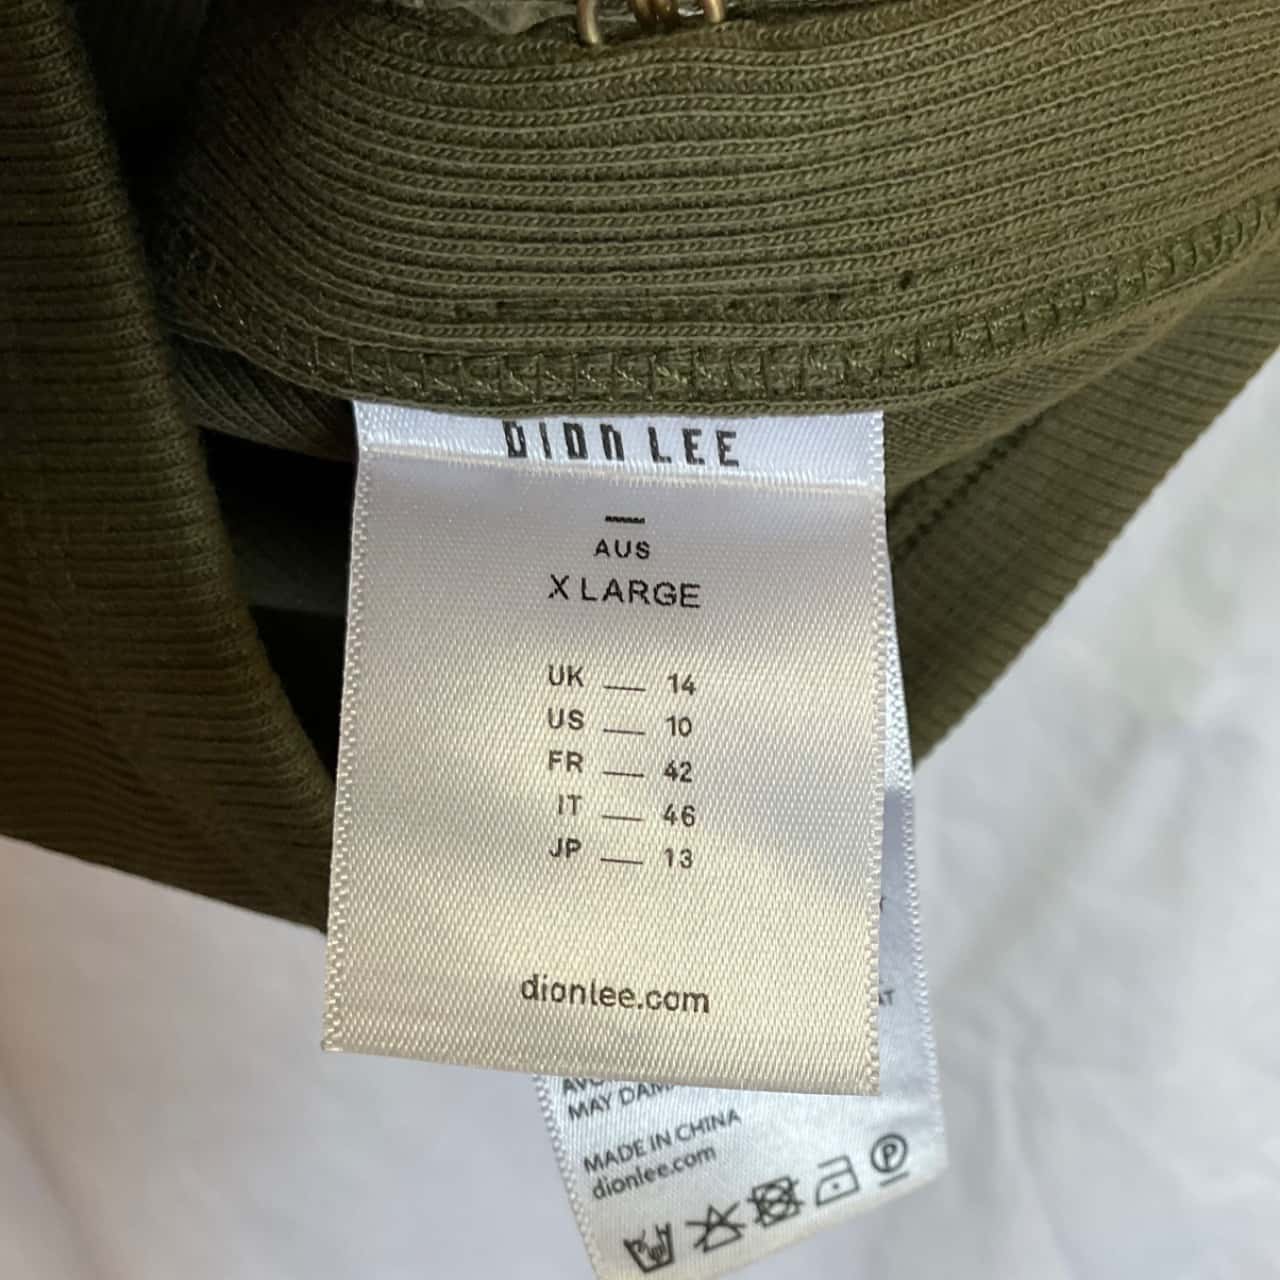 DION LEE
AUS
X LARGE
UK — 14
US — 10
FR — 42
IT — 46
JP — 13
dionlee.com
MAY
MADE IN CHINA
dionlee.com
P